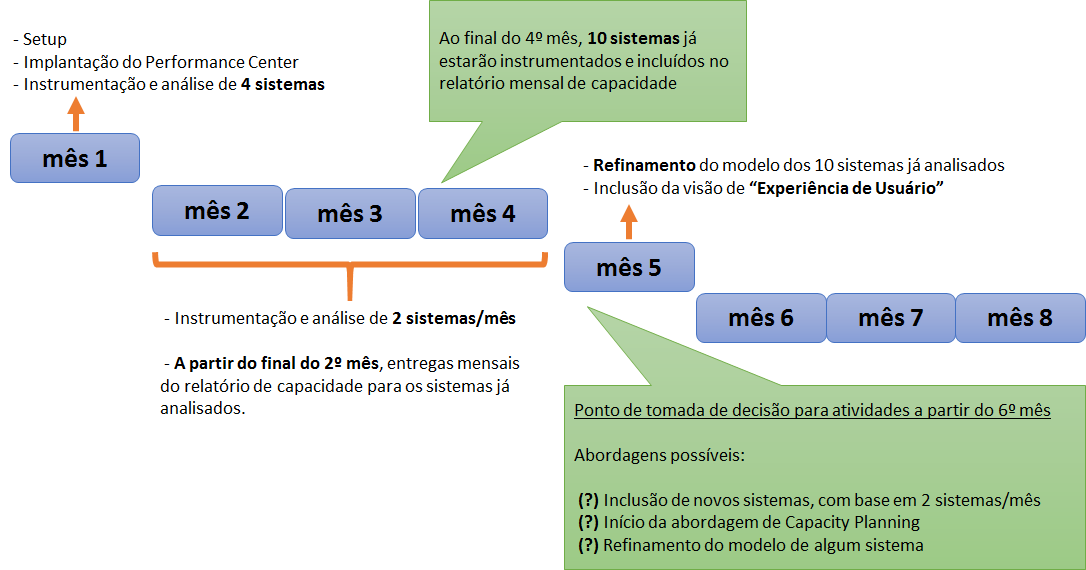 - Setup
- Implantação do Performance Center
- Instrumentação e análise de 4 sistemas
Ao final do 4º mês, 10 sistemas já
estarão instrumentados e incluídos no
relatório mensal de capacidade
mês 1
- Refinamento do modelo dos 10 sistemas já analisados
- Inclusão da visão de “Experiência de Usuário”
mês 2
mês 3
mês 4
mês 5
- Instrumentação e análise de 2 sistemas/mês
- A partir do final do 2º mês, entregas mensais
do relatório de capacidade para os sistemas já
analisados.
mês 6
mês 7
mês 8
Ponto de tomada de decisão para atividades a partir do 6º mês
Abordagens possíveis:
(?) Inclusão de novos sistemas, com base em 2 sistemas/mês
(?) Início da abordagem de Capacity Planning
(?) Refinamento do modelo de algum sistema